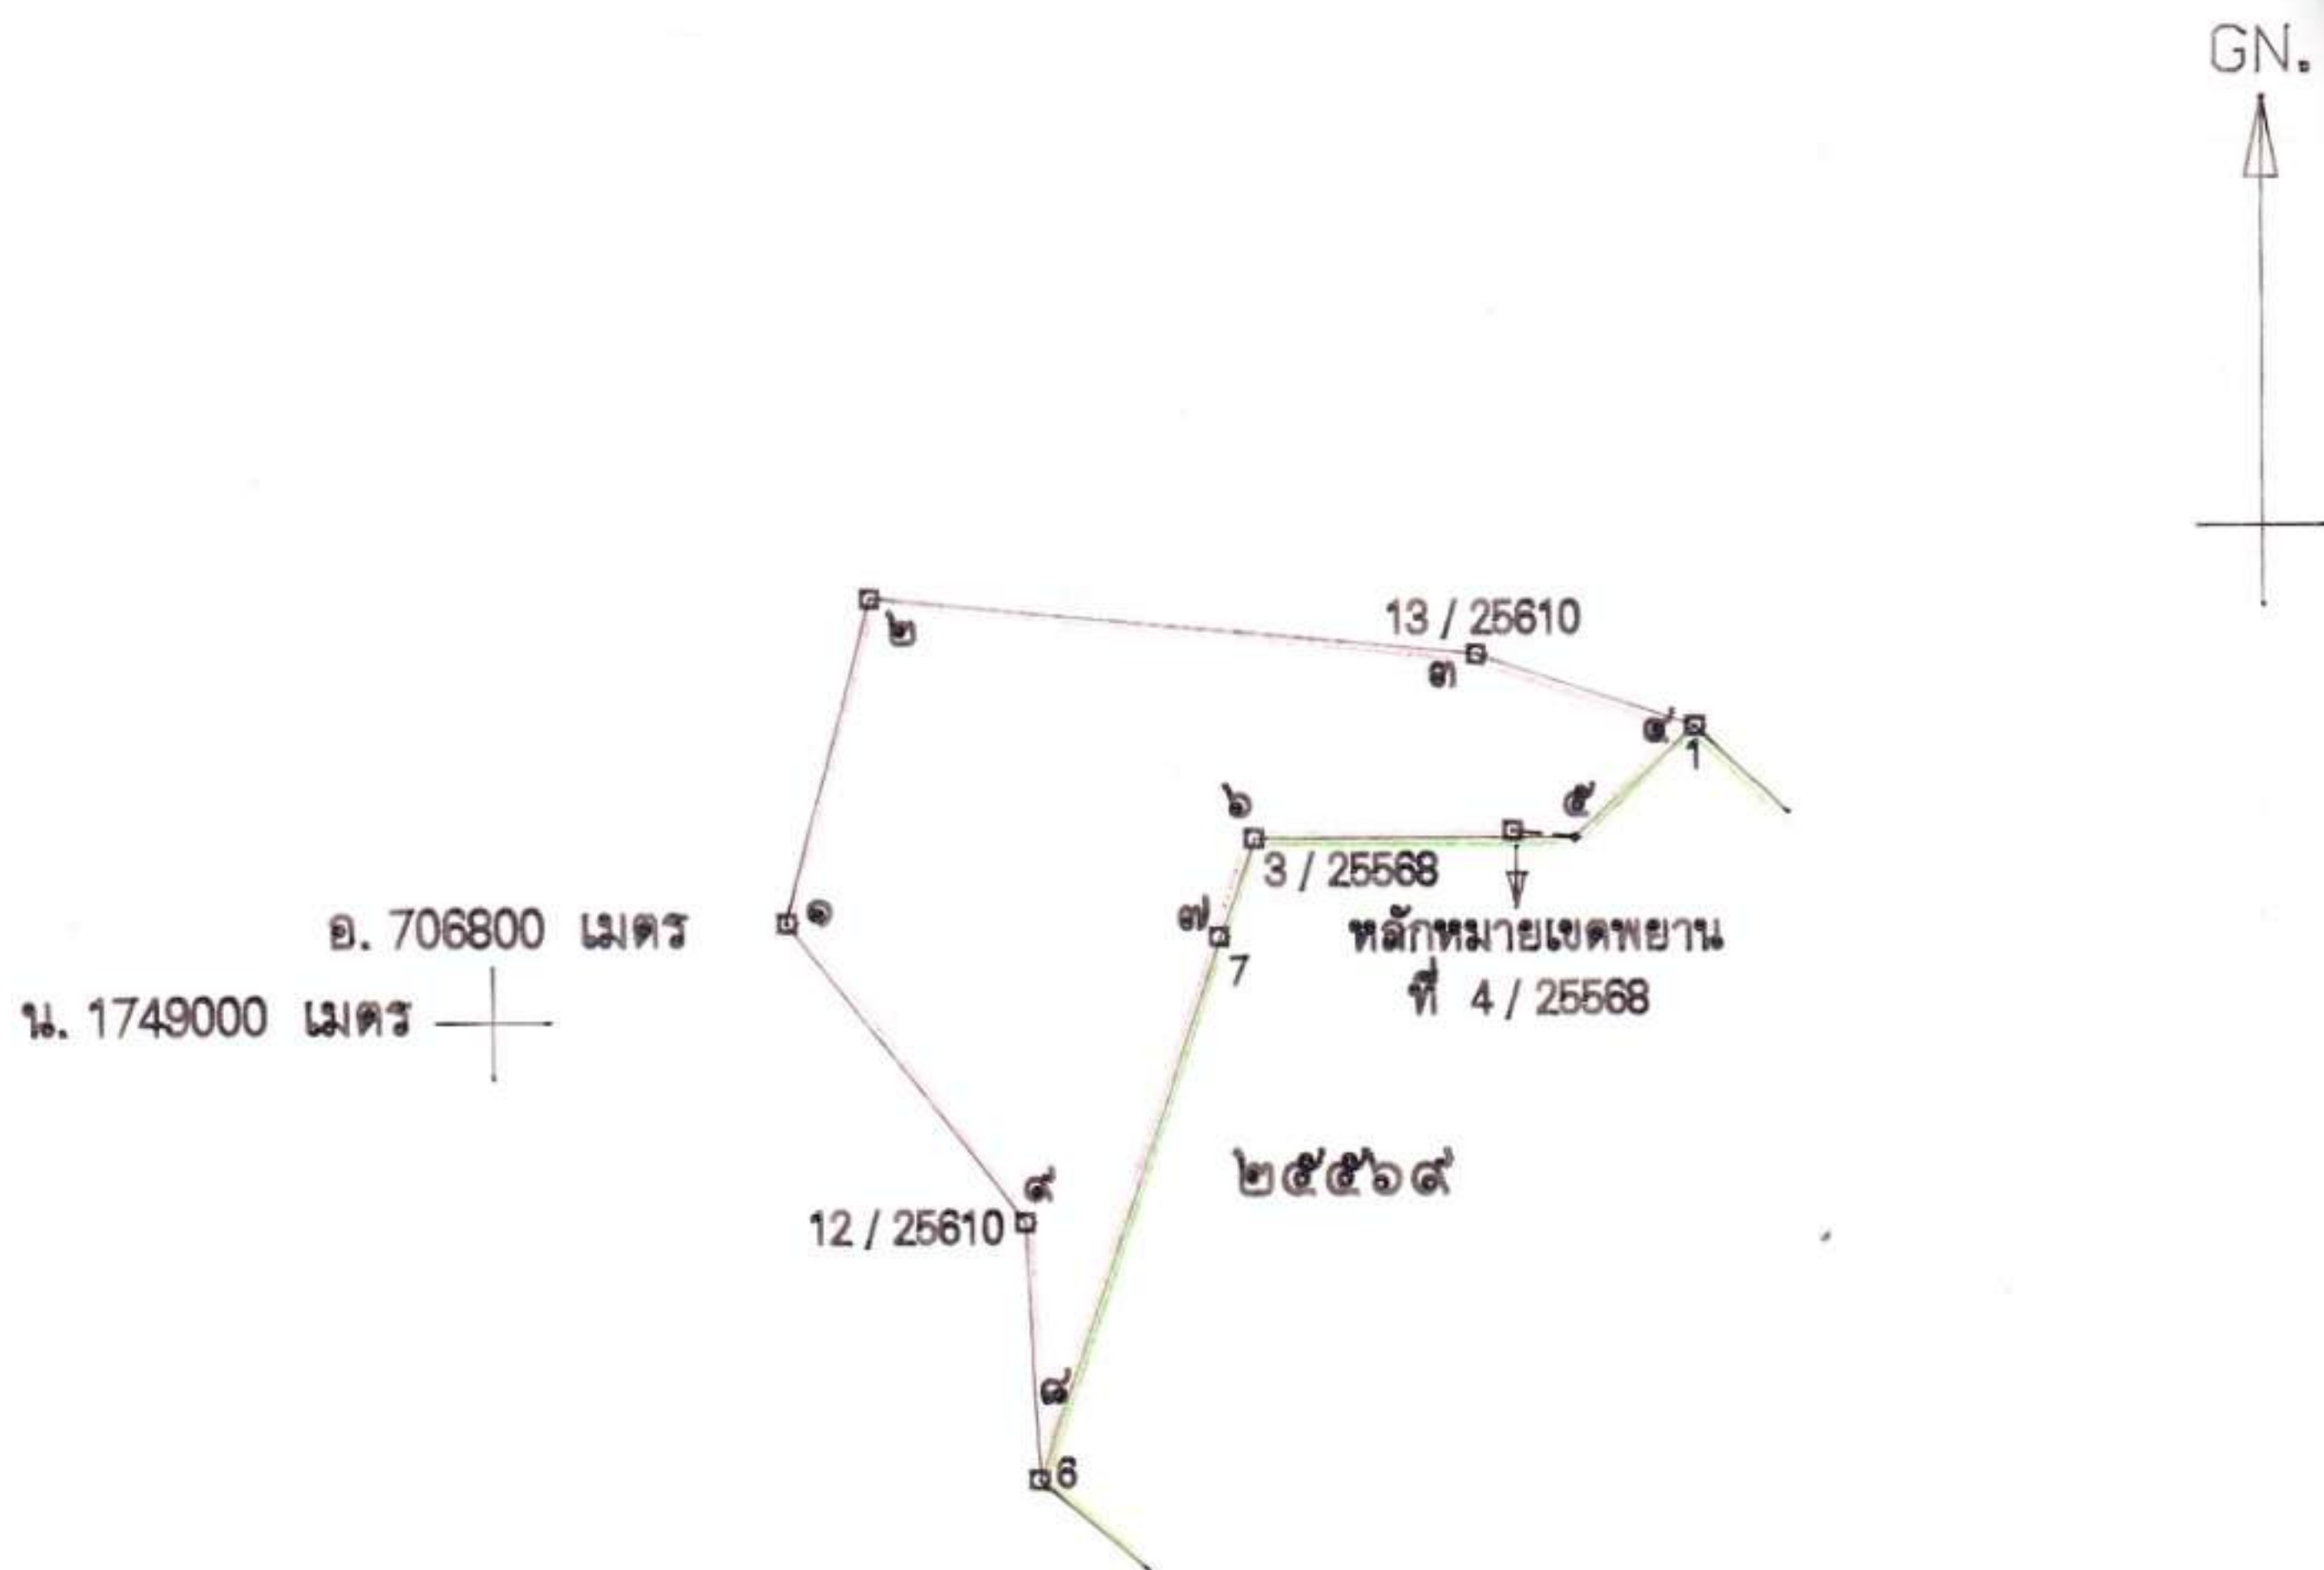 GN.
๒
13 / 25610
๓
๔
1
๖
๕
3 / 25568
๑
อ. 706800 เมตร
๗
7
หลักหมายเขตพยาน
ที่ 4 / 25568
น. 1749000 เมตร
๒๕๕๖๙
๙
12 / 25610
๘
6